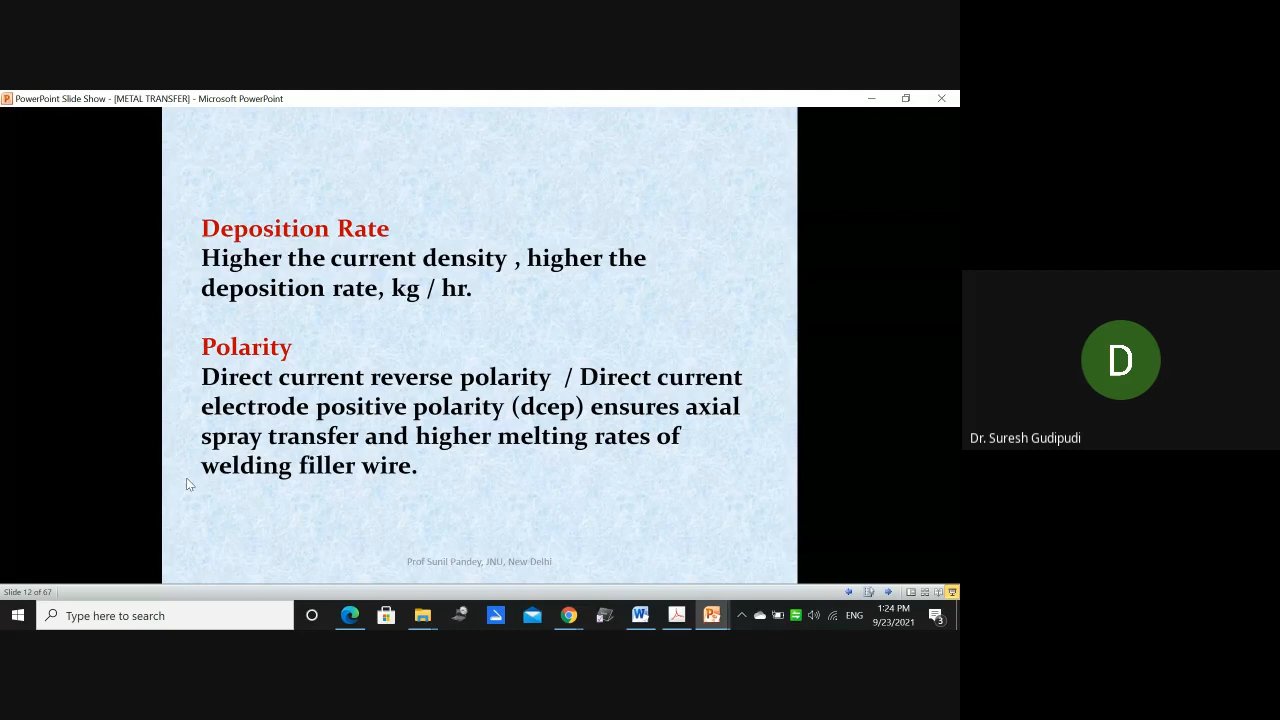 PowerPoint Slide Show - [METAL TRANSFER] - Microsoft PowerPoint
Deposition Rate
Higher the current density , higher the
deposition rate, kg / hr.
Polarity
Direct current reverse polarity / Direct current
electrode positive polarity (dcep) ensures axial
spray transfer and higher melting rates of
welding filler wire.
Prof Sunil Pandey, JNU, New Delhi
D
Dr. Suresh Gudipudi
Slide 12 of 67
Type here to search
ENG
1:24 PM
9/23/2021
3